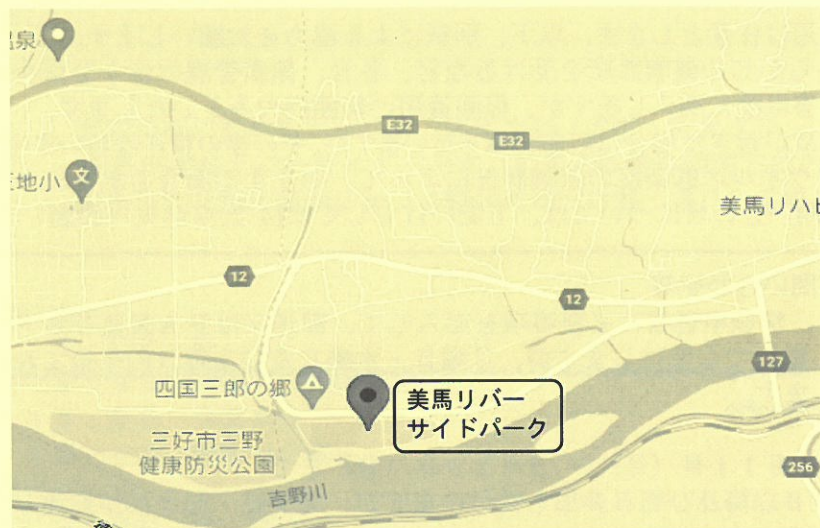 泉
E32
E32
地小
文
美馬リハビ
12
12
127
四国三郎の郷
美馬リバー
サイドパーク
三好市三野
健康防災公園
256
吉野川